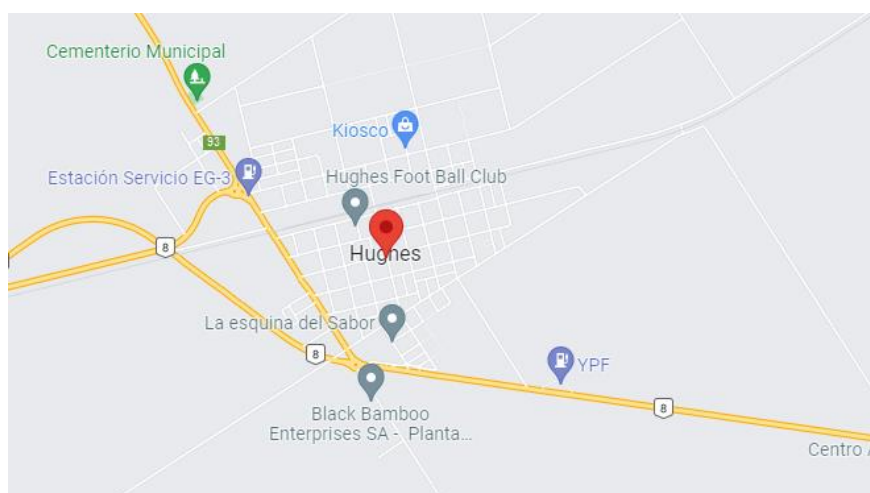 Cementerio Municipal
93
Kiosco
Estación Servicio EG-3
Hughes Foot Ball Club
8
Hughes
La esquina del Sabor
8
YPF
Black Bamboo
Enterprises SA - Planta...
8
Centro